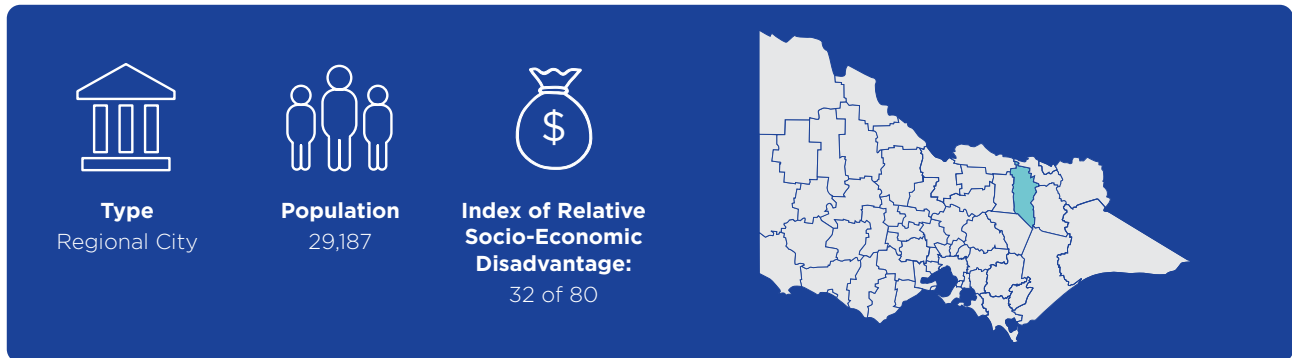 $
Type
Regional City
Population
29,187
Index of Relative
Socio-Economic
Disadvantage:
32 of 80